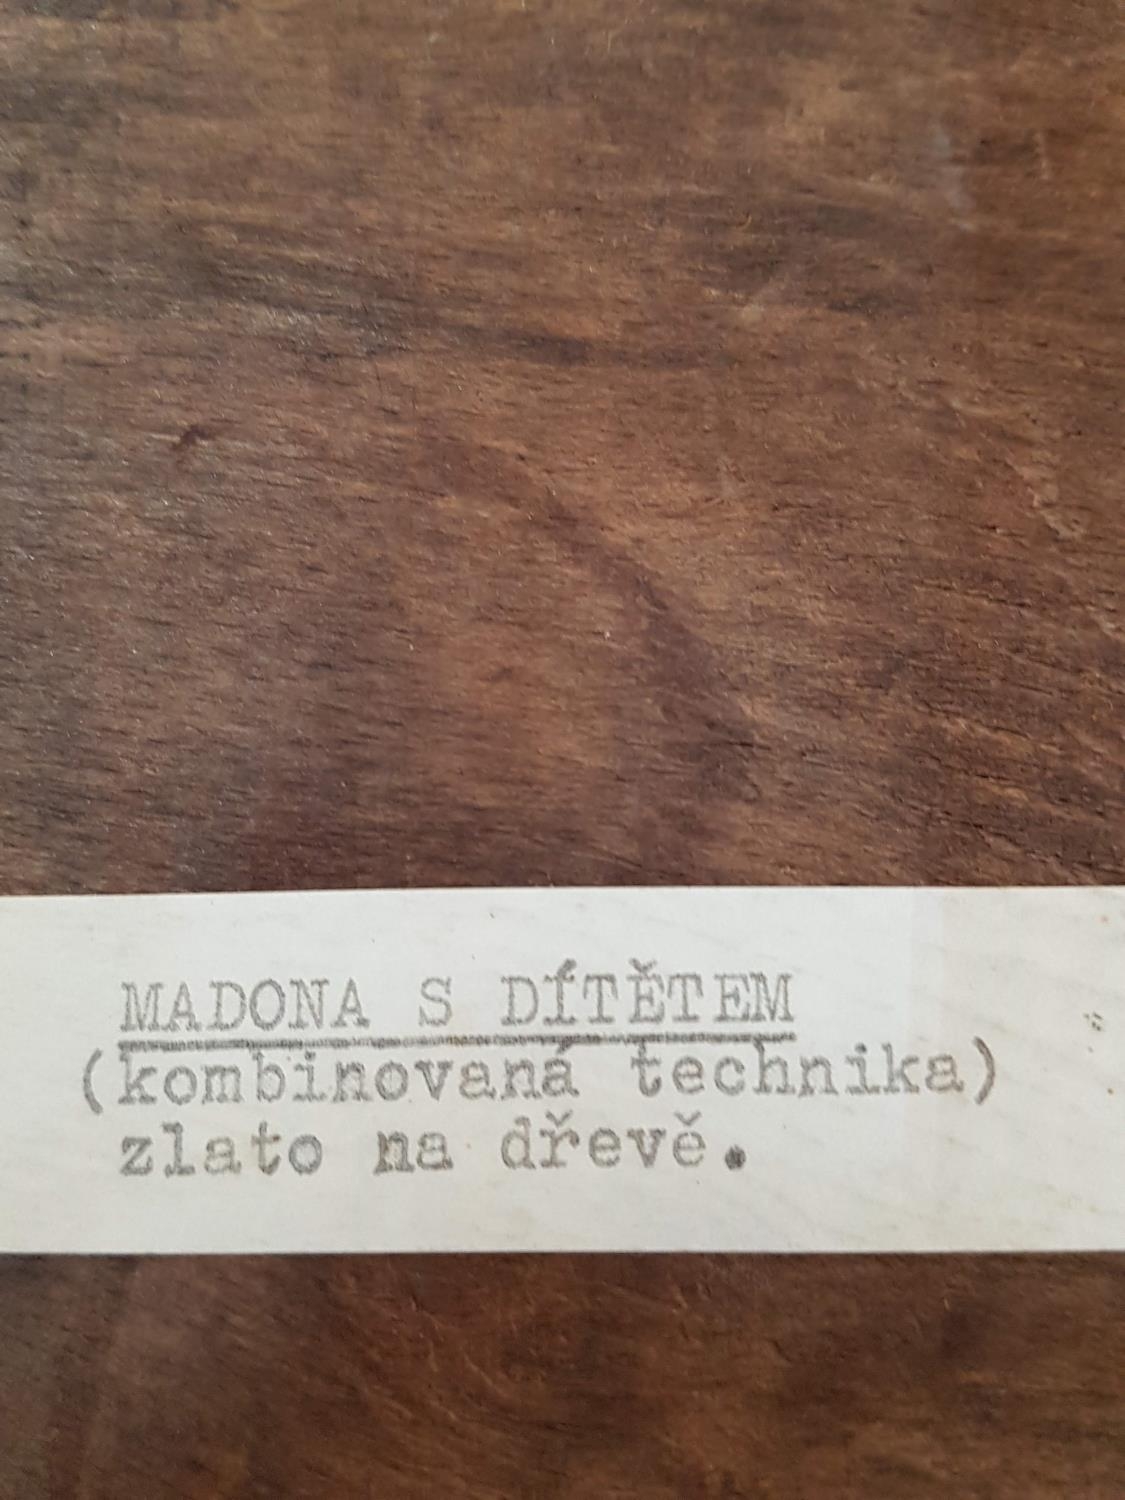 MADONA S DÍTĚTEM
(kombinovaná technika)
zlato na dřevě.